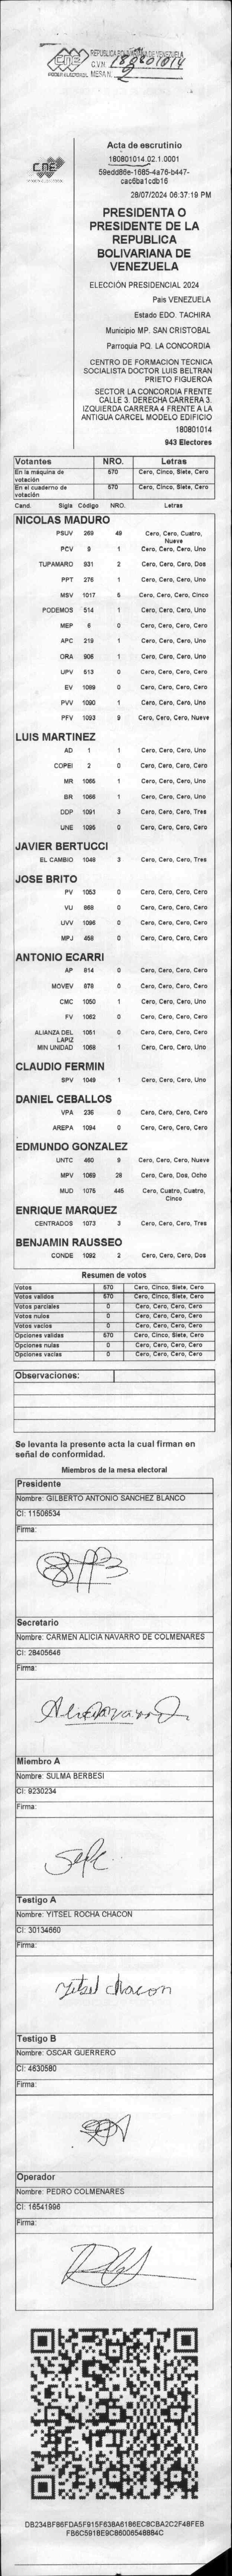 CNE
PODER ELECTORAL
REPUBLICA BOLIVARIANA DE VENEZUELA
C.V.N. 180801014
MESA N.
CNE
PODER ELECTORAL
Acta de escrutinio
180801014.02.1.0001
59edd86e-1685-4a76-b447-
cac6ba1cdb16
28/07/2024 06:37:19 PM
PRESIDENTA O
PRESIDENTE DE LA
REPUBLICA
BOLIVARIANA DE
VENEZUELA
ELECCIÓN PRESIDENCIAL 2024
Pais VENEZUELA
Estado EDO. TACHIRA
Municipio MP. SAN CRISTOBAL
Parroquia PQ. LA CONCORDIA
CENTRO DE FORMACION TECNICA
SOCIALISTA DOCTOR LUIS BELTRAN
PRIETO FIGUEROA
SECTOR LA CONCORDIA FRENTE
CALLE 3. DERECHA CARRERA 3.
IZQUIERDA CARRERA 4 FRENTE A LA
ANTIGUA CARCEL MODELO EDIFICIO
180801014
943 Electores
Votantes NRO. Letras
En la máquina de votación 570 Cero, Cinco, Siete, Cero
En el cuaderno de votación 570 Cero, Cinco, Siete, Cero
Cand. Sigla Código NRO. Letras
NICOLAS MADURO
PSUV 269 49 Cero, Cero, Cuatro, Nueve
PCV 9 1 Cero, Cero, Cero, Uno
TUPAMARO 931 2 Cero, Cero, Cero, Dos
PPT 276 1 Cero, Cero, Cero, Uno
MSV 1017 5 Cero, Cero, Cero, Cinco
PODEMOS 514 1 Cero, Cero, Cero, Uno
MEP 6 0 Cero, Cero, Cero, Cero
APC 219 1 Cero, Cero, Cero, Uno
ORA 906 1 Cero, Cero, Cero, Uno
UPV 513 0 Cero, Cero, Cero, Cero
EV 1099 0 Cero, Cero, Cero, Cero
PVV 1090 1 Cero, Cero, Cero, Uno
PFV 1093 9 Cero, Cero, Cero, Nueve
LUIS MARTINEZ
AD 1 1 Cero, Cero, Cero, Uno
COPEI 2 0 Cero, Cero, Cero, Cero
MR 1065 1 Cero, Cero, Cero, Uno
BR 1066 1 Cero, Cero, Cero, Uno
DDP 1091 3 Cero, Cero, Cero, Tres
UNE 1095 0 Cero, Cero, Cero, Cero
JAVIER BERTUCCI
EL CAMBIO 1046 3 Cero, Cero, Cero, Tres
JOSE BRITO
PV 1053 0 Cero, Cero, Cero, Cero
VU 868 0 Cero, Cero, Cero, Cero
UVV 1096 0 Cero, Cero, Cero, Cero
MPJ 458 0 Cero, Cero, Cero, Cero
ANTONIO ECARRI
AP 814 0 Cero, Cero, Cero, Cero
MOVEV 878 0 Cero, Cero, Cero, Cero
CMC 1050 1 Cero, Cero, Cero, Uno
FV 1082 0 Cero, Cero, Cero, Cero
ALIANZA DEL LAPIZ 1051 0 Cero, Cero, Cero, Cero
MIN UNIDAD 1068 1 Cero, Cero, Cero, Uno
CLAUDIO FERMIN
SPV 1049 1 Cero, Cero, Cero, Uno
DANIEL CEBALLOS
VPA 236 0 Cero, Cero, Cero, Cero
AREPA 1094 0 Cero, Cero, Cero, Cero
EDMUNDO GONZALEZ
UNTC 460 9 Cero, Cero, Cero, Nueve
MPV 1089 28 Cero, Cero, Dos, Ocho
MUD 1075 445 Cero, Cuatro, Cuatro, Cinco
ENRIQUE MARQUEZ
CENTRADOS 1073 3 Cero, Cero, Cero, Tres
BENJAMIN RAUSSEO
CONDE 1092 2 Cero, Cero, Cero, Dos
Resumen de votos
Votos 570 Cero, Cinco, Siete, Cero
Votos validos 570 Cero, Cinco, Siete, Cero
Votos parciales 0 Cero, Cero, Cero, Cero
Votos nulos 0 Cero, Cero, Cero, Cero
Votos vacios 0 Cero, Cero, Cero, Cero
Opciones validas 570 Cero, Cinco, Siete, Cero
Opciones nulas 0 Cero, Cero, Cero, Cero
Opciones vacias 0 Cero, Cero, Cero, Cero
Observaciones:
Se levanta la presente acta la cual firman en
señal de conformidad.
Miembros de la mesa electoral
Presidente
Nombre: GILBERTO ANTONIO SANCHEZ BLANCO
CI: 11506534
Firma:
Secretario
Nombre: CARMEN ALICIA NAVARRO DE COLMENARES
CI: 28405646
Firma:
Miembro A
Nombre: SULMA BERBESI
CI: 9230234
Firma:
Testigo A
Nombre: YITSEL ROCHA CHACON
CI: 30134660
Firma:
Yitsel chacon
Testigo B
Nombre: OSCAR GUERRERO
CI: 4630580
Firma:
Operador
Nombre: PEDRO COLMENARES
CI: 16541996
Firma:
DB234BF86FDA5F915F638A6186EC8CBA2C2F48FEB
FB6C5918E9C86006548884C